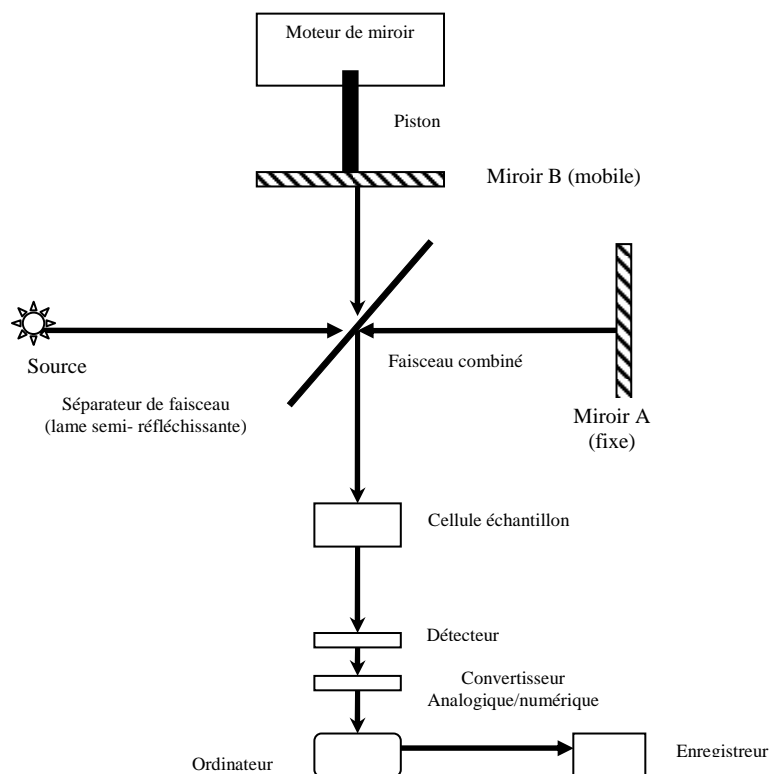 Moteur de miroir
Piston
Miroir B (mobile)
Source
Faisceau combiné
Séparateur de faisceau
(lame semi- réfléchissante)
Miroir A
(fixe)
Cellule échantillon
Détecteur
Convertisseur
Analogique/numérique
Ordinateur
Enregistreur